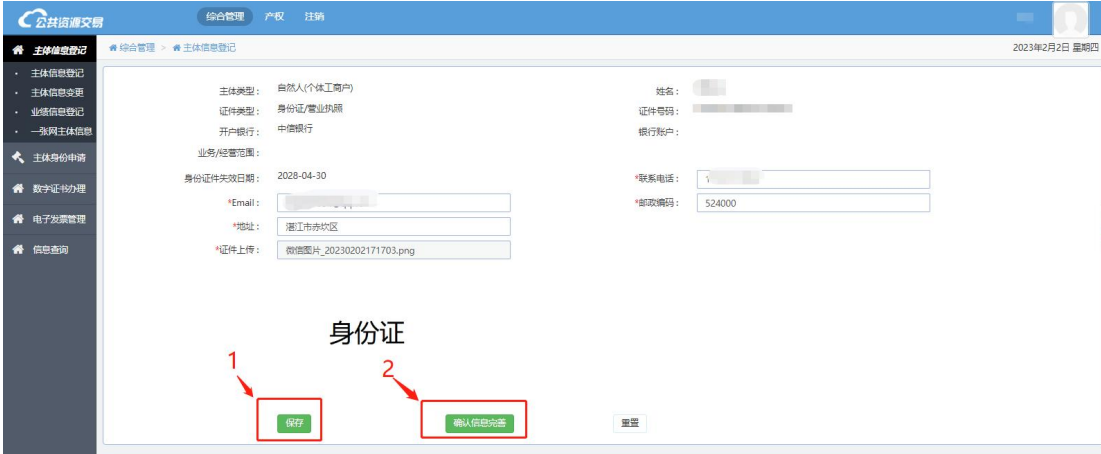 公共资源交易
综合管理 产权 注销
主体信息登记
综合管理 > 主体信息登记
2023年2月2日 星期四
主体信息登记
主体信息变更
业绩信息登记
一张网主体信息
主体身份申请
数字证书办理
电子发票管理
信息查询
主体类型： 自然人(个体工商户) 姓名：
证件类型： 身份证/营业执照 证件号码：
开户银行： 中信银行 银行账户：
业务/经营范围：
身份证件失效日期： 2028-04-30 *联系电话：
*Email： *邮政编码： 524000
*地址： 湛江市赤坎区
*证件上传： 微信图片_20230202171703.png
身份证
1 2
保存 确认信息完善 重置